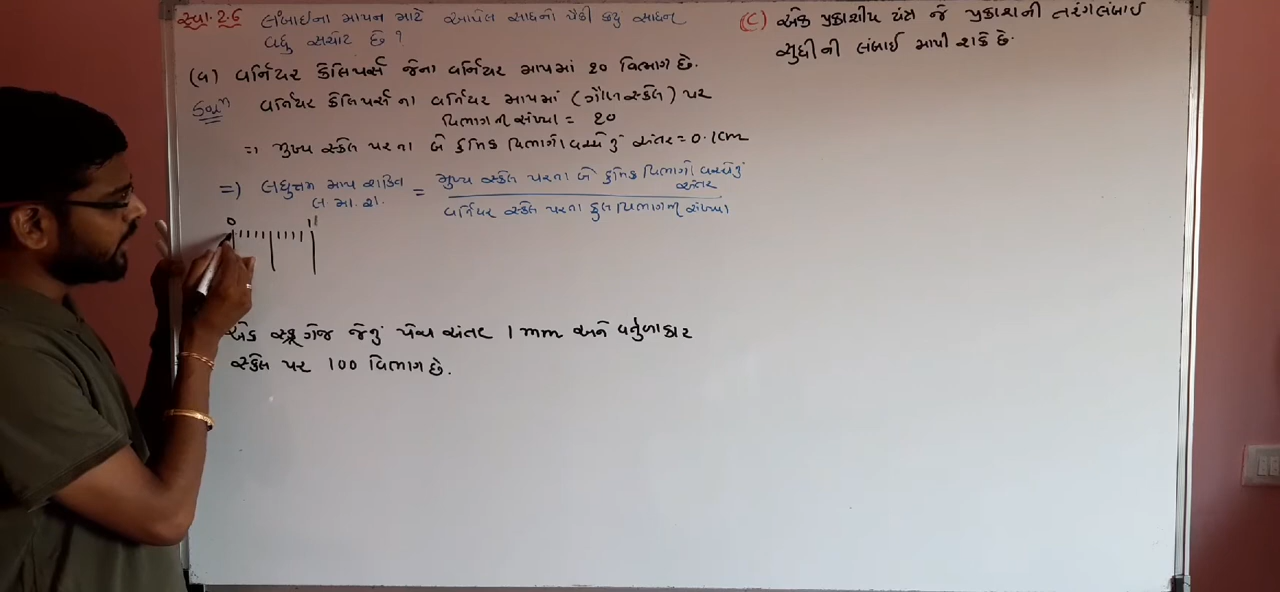 સ્વા. 2.6 લંબાઈના માપન માટે આપેલ સાધનો પૈકી કયુ સાધન
વધુ સચોટ છે ?
(a) વર્નિયર કેલિપર્સ જેના વર્નિયર માપમાં 20 વિભાગ છે.
વર્નિયર કેલિપર્સ ના વર્નિયર માપમાં (ગૌણ સ્કેલ) પર
વિભાગની સંખ્યા = 20
⇒ મુખ્ય સ્કેલ પરના બે ક્રમિક વિભાગો વચ્ચેનું અંતર = 0.1cm
⇒) લઘુત્તમ માપ શક્તિ = મુખ્ય સ્કેલ પરના બે ક્રમિક વિભાગો વચ્ચેનું અંતર
લ. મા. શ. વર્નિયર સ્કેલ પરના કુલ વિભાગની સંખ્યા
0 1
એક સ્ક્રૂ ગેજ જેનું પેચ અંતર 1 mm અને વર્તુળાકાર
સ્કેલ પર 100 વિભાગ છે.
(C) એક પ્રકાશીય યંત્ર જે પ્રકાશની તરંગલંબાઈ
સુધીની લંબાઈ માપી શકે છે.